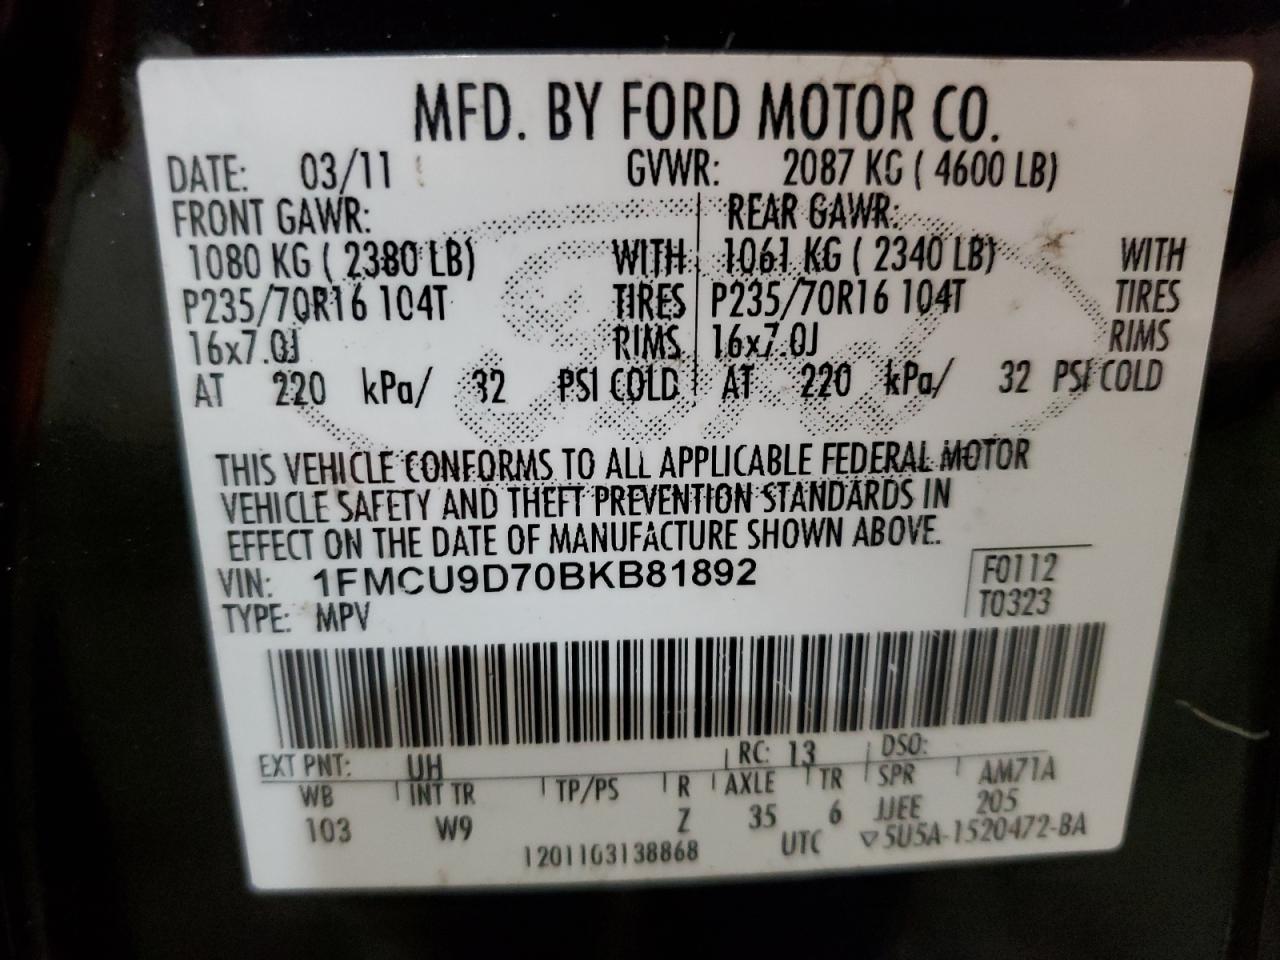 MFD. BY FORD MOTOR CO.
DATE: 03/11 GVWR: 2087 KG ( 4600 LB)
FRONT GAWR: REAR GAWR:
1080 KG ( 2380 LB) WITH 1061 KG ( 2340 LB) WITH
P235/70R16 104T TIRES P235/70R16 104T TIRES
16x7.0J RIMS 16x7.0J RIMS
AT 220 kPa/ 32 PSI COLD AT 220 kPa/ 32 PSI COLD
THIS VEHICLE CONFORMS TO ALL APPLICABLE FEDERAL MOTOR
VEHICLE SAFETY AND THEFT PREVENTION STANDARDS IN
EFFECT ON THE DATE OF MANUFACTURE SHOWN ABOVE.
VIN: 1FMCU9D70BKB81892 F0112
TYPE: MPV T0323
EXT PNT: UH RC: 13 DSO:
WB INT TR TP/PS R AXLE TR SPR AM71A
103 W9 Z 35 6 JJEE 205
1201103138868 UTC ▽5U5A-1520472-BA